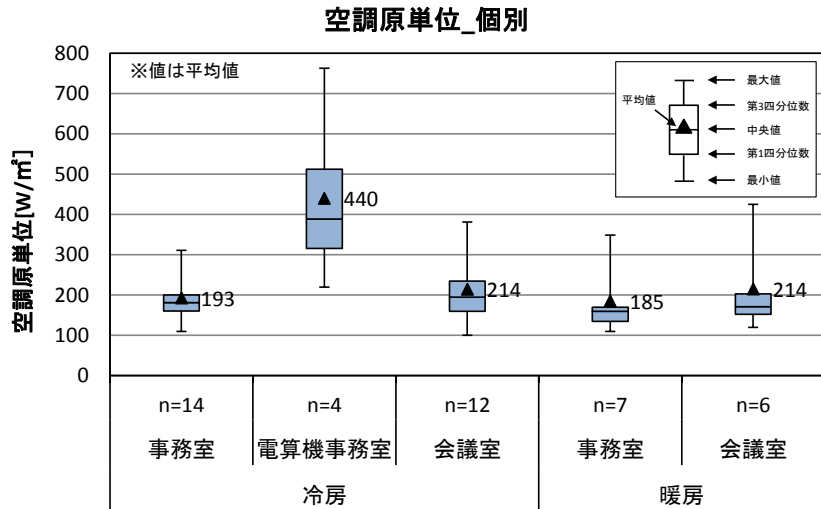 空調原単位_個別
※値は平均値
800
700
600
500
400
300
200
100
0
空調原単位[W/㎡]
平均値
最大値
第3四分位数
中央値
第1四分位数
最小値
193
440
214
185
214
n=14
n=4
n=12
n=7
n=6
事務室
電算機事務室
会議室
事務室
会議室
冷房
暖房